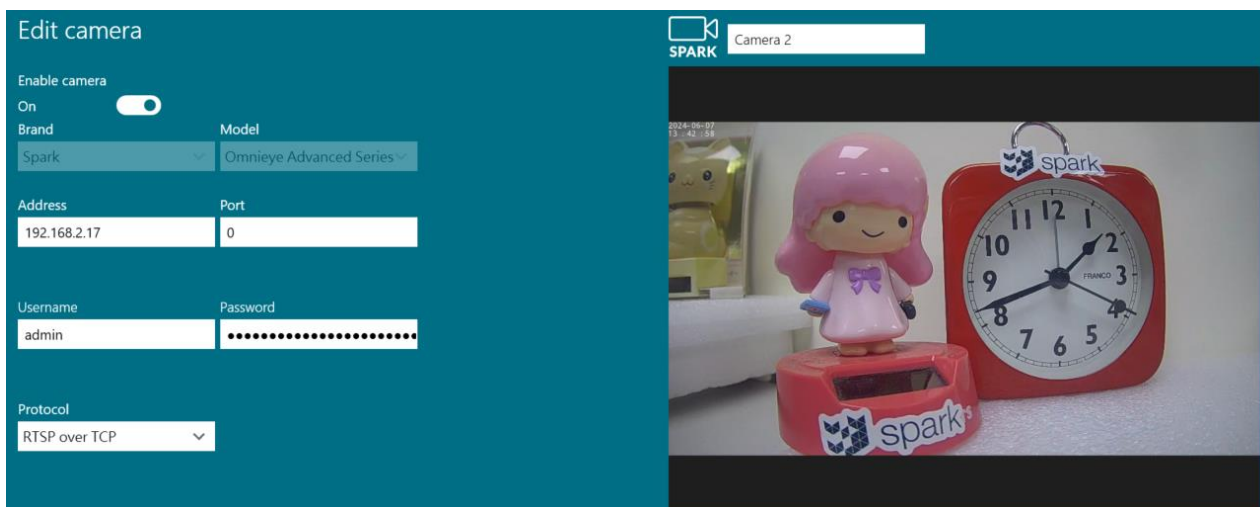 Edit camera
Enable camera
On
Brand
Model
Spark
Omnieye Advanced Series
Address
Port
192.168.2.17
0
Username
Password
admin
Protocol
RTSP over TCP
SPARK
Camera 2
2024-06-07
13:42:58
spark
12
1
2
3
4
5
6
7
8
9
10
11
FRANCO
spark